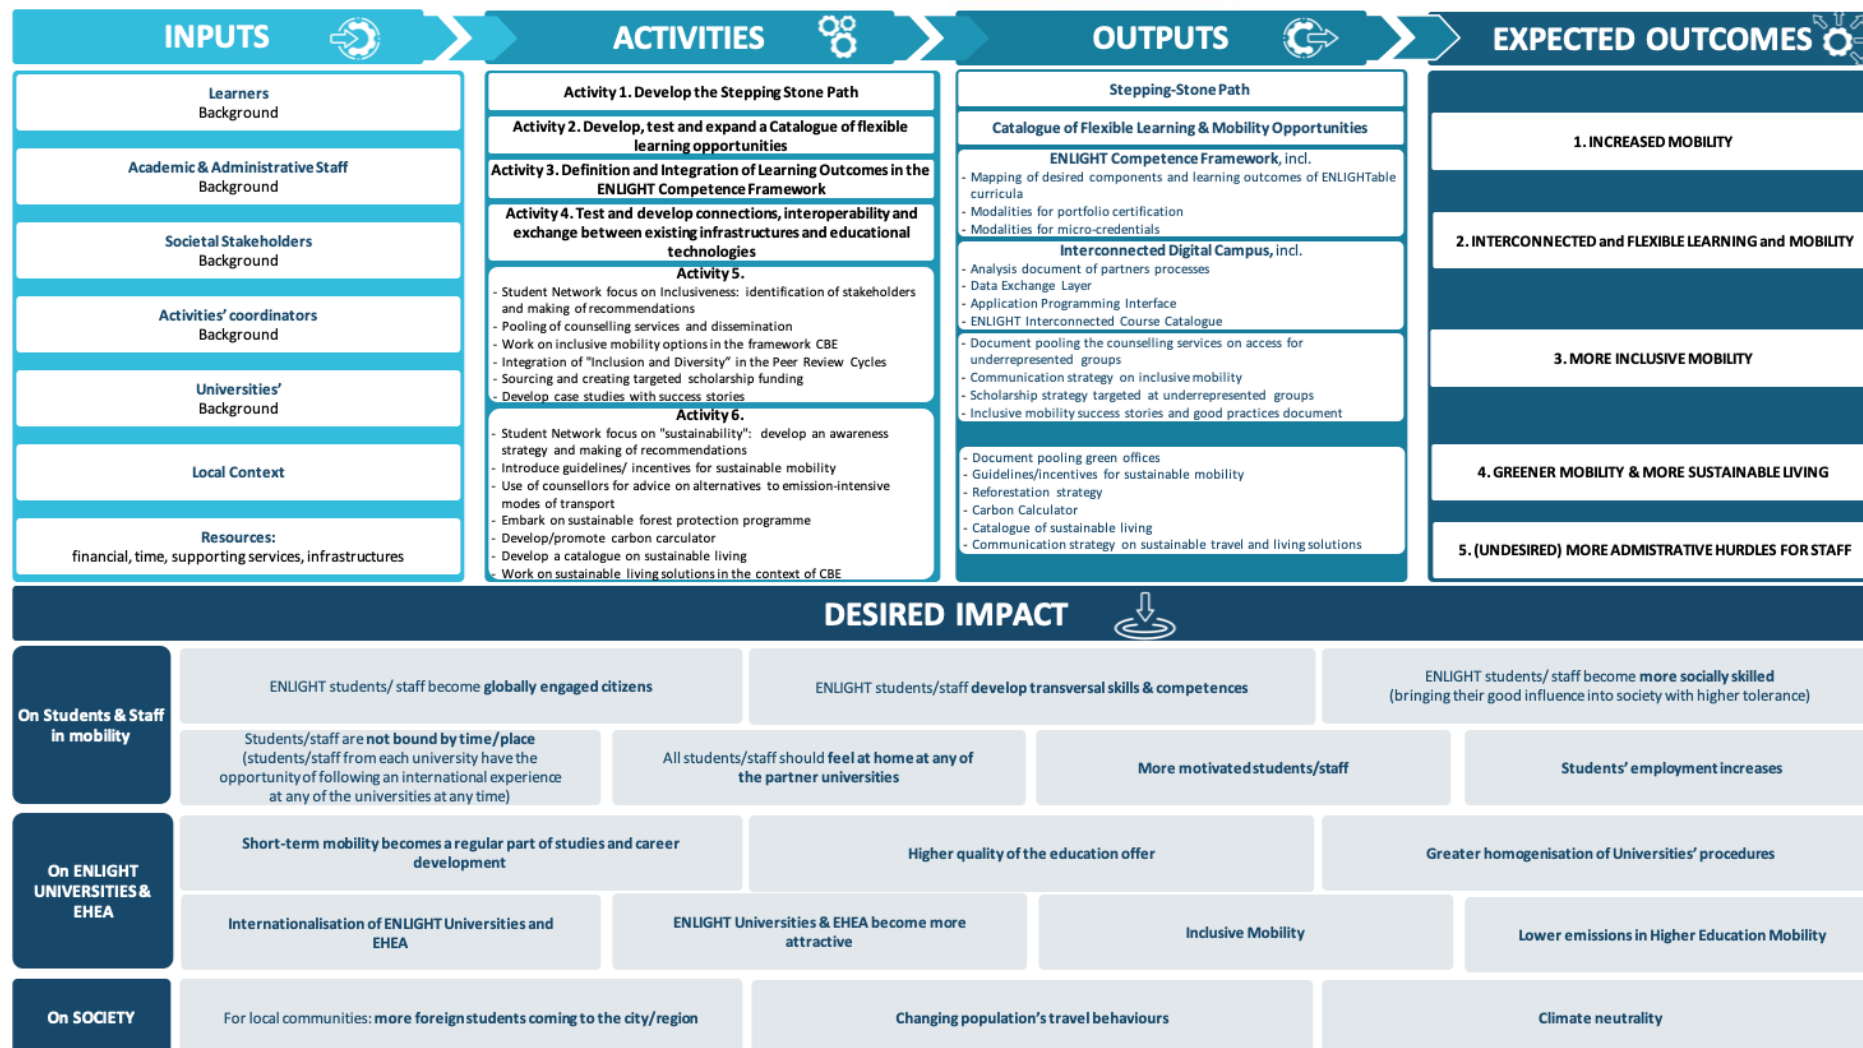 INPUTS
ACTIVITIES
OUTPUTS
EXPECTED OUTCOMES
Learners
Background
Academic & Administrative Staff
Background
Societal Stakeholders
Background
Activities' coordinators
Background
Universities'
Background
Local Context
Resources:
financial, time, supporting services, infrastructures
Activity 1. Develop the Stepping Stone Path
Activity 2. Develop, test and expand a Catalogue of flexible
learning opportunities
Activity 3. Definition and Integration of Learning Outcomes in the
ENLIGHT Competence Framework
Activity 4. Test and develop connections, interoperability and
exchange between existing infrastructures and educational
technologies
Activity 5.
- Student Network focus on Inclusiveness: identification of stakeholders
and making of recommendations
- Pooling of counselling services and dissemination
- Work on inclusive mobility options in the framework CBE
- Integration of "Inclusion and Diversity" in the Peer Review Cycles
- Sourcing and creating targeted scholarship funding
- Develop case studies with success stories
Activity 6.
- Student Network focus on "sustainability": develop an awareness
strategy and making of recommendations
- Introduce guidelines/ incentives for sustainable mobility
- Use of counsellors for advice on alternatives to emission-intensive
modes of transport
- Embark on sustainable forest protection programme
- Develop/promote carbon carculator
- Develop a catalogue on sustainable living
- Work on sustainable living solutions in the context of CBE
Stepping-Stone Path
Catalogue of Flexible Learning & Mobility Opportunities
ENLIGHT Competence Framework, incl.
- Mapping of desired components and learning outcomes of ENLIGHTable
curricula
- Modalities for portfolio certification
- Modalities for micro-credentials
Interconnected Digital Campus, incl.
- Analysis document of partners processes
- Data Exchange Layer
- Application Programming Interface
- ENLIGHT Interconnected Course Catalogue
- Document pooling the counselling services on access for
underrepresented groups
- Communication strategy on inclusive mobility
- Scholarship strategy targeted at underrepresented groups
- Inclusive mobility success stories and good practices document
- Document pooling green offices
- Guidelines/incentives for sustainable mobility
- Reforestation strategy
- Carbon Calculator
- Catalogue of sustainable living
- Communication strategy on sustainable travel and living solutions
1. INCREASED MOBILITY
2. INTERCONNECTED and FLEXIBLE LEARNING and MOBILITY
3. MORE INCLUSIVE MOBILITY
4. GREENER MOBILITY & MORE SUSTAINABLE LIVING
5. (UNDESIRED) MORE ADMISTRATIVE HURDLES FOR STAFF
DESIRED IMPACT
On Students & Staff
in mobility
ENLIGHT students/ staff become globally engaged citizens
ENLIGHT students/staff develop transversal skills & competences
ENLIGHT students/ staff become more socially skilled
(bringing their good influence into society with higher tolerance)
Students/staff are not bound by time/place
(students/staff from each university have the
opportunity of following an international experience
at any of the universities at any time)
All students/staff should feel at home at any of
the partner universities
More motivated students/staff
Students' employment increases
On ENLIGHT
UNIVERSITIES &
EHEA
Short-term mobility becomes a regular part of studies and career
development
Higher quality of the education offer
Greater homogenisation of Universities' procedures
Internationalisation of ENLIGHT Universities and
EHEA
ENLIGHT Universities & EHEA become more
attractive
Inclusive Mobility
Lower emissions in Higher Education Mobility
On SOCIETY
For local communities: more foreign students coming to the city/region
Changing population's travel behaviours
Climate neutrality